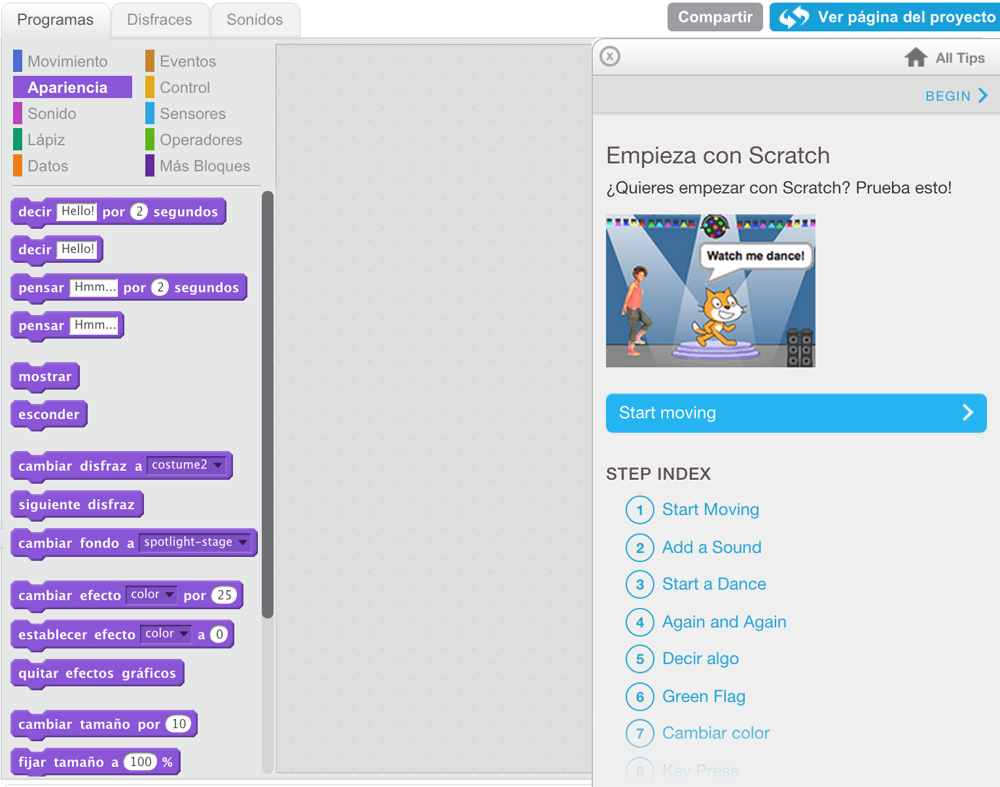 Programas
Disfraces
Sonidos
Compartir
Ver página del proyecto
Movimiento
Apariencia
Sonido
Lápiz
Datos
Eventos
Control
Sensores
Operadores
Más Bloques
decir Hello! por 2 segundos
decir Hello!
pensar Hmm... por 2 segundos
pensar Hmm...
mostrar
esconder
cambiar disfraz a costume2
siguiente disfraz
cambiar fondo a spotlight-stage
cambiar efecto color por 25
establecer efecto color a 0
quitar efectos gráficos
cambiar tamaño por 10
fijar tamaño a 100 %
x
All Tips
BEGIN
Empieza con Scratch
¿Quieres empezar con Scratch? Prueba esto!
Watch me dance!
Start moving
STEP INDEX
1 Start Moving
2 Add a Sound
3 Start a Dance
4 Again and Again
5 Decir algo
6 Green Flag
7 Cambiar color
8 Key Press